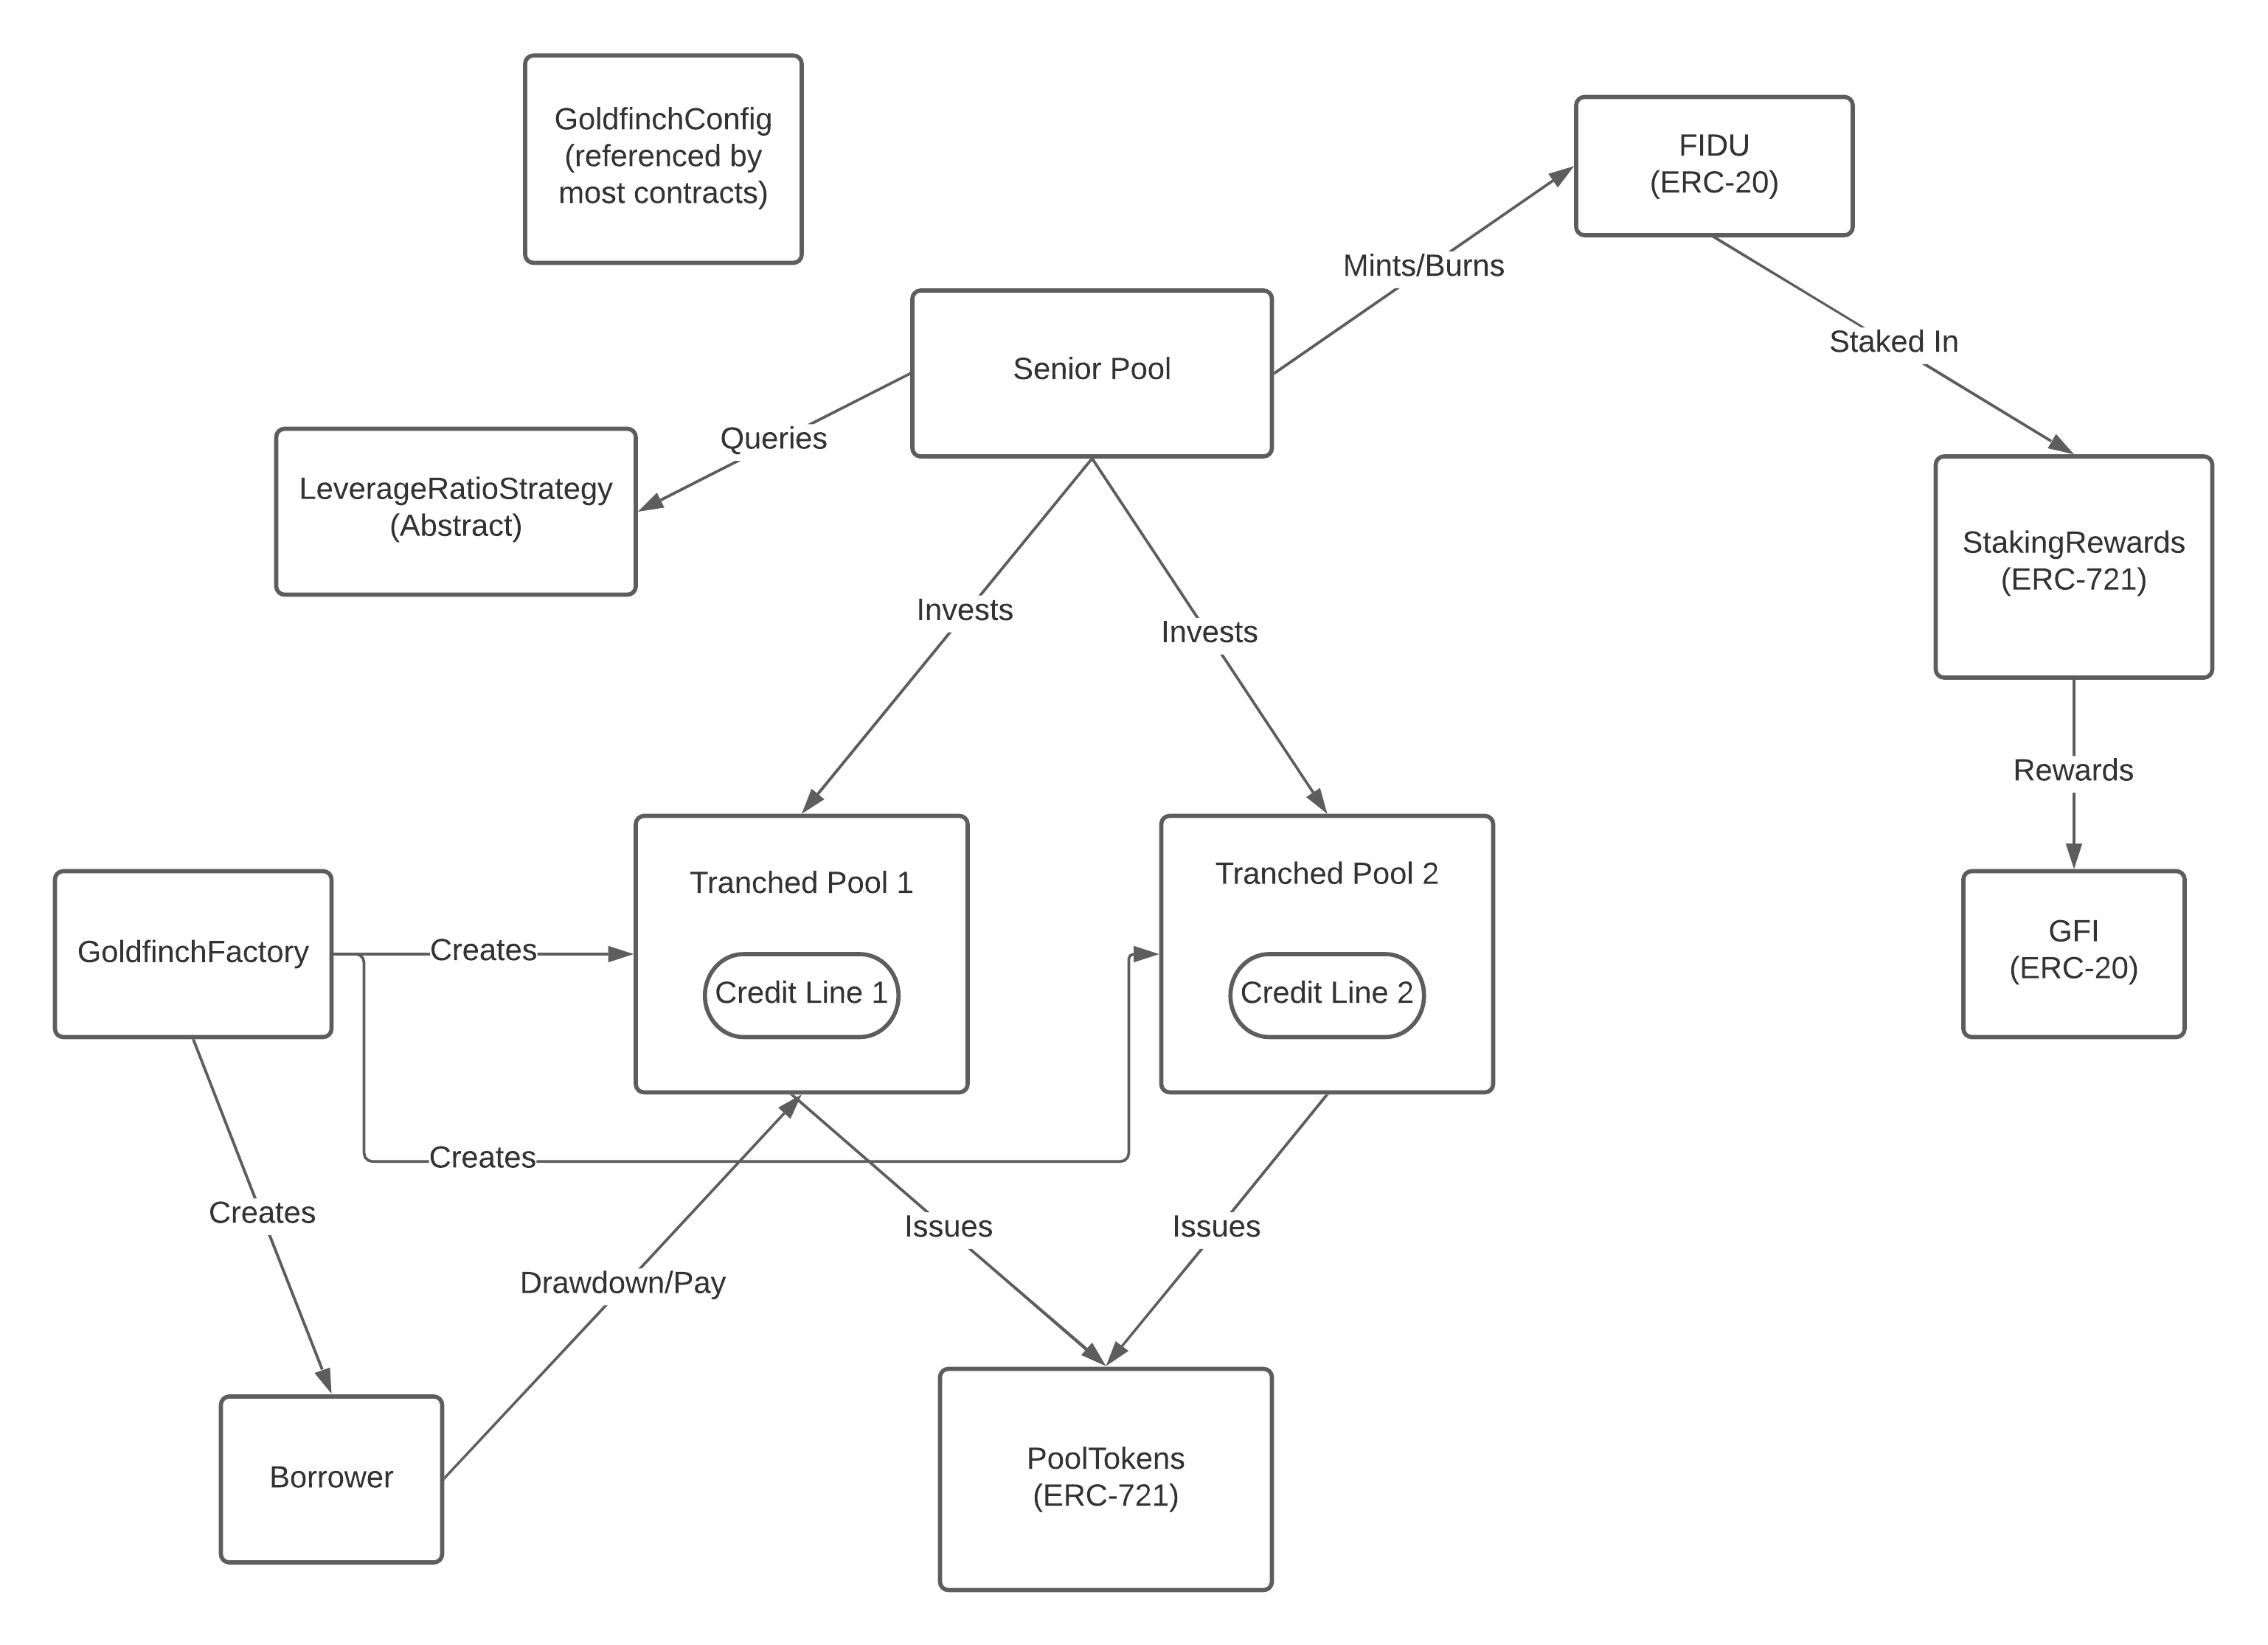 GoldfinchConfig
(referenced by
most contracts)
FIDU
(ERC-20)
Mints/Burns
Senior Pool
Staked In
Queries
LeverageRatioStrategy
(Abstract)
StakingRewards
(ERC-721)
Invests
Invests
Rewards
Tranched Pool 1
Tranched Pool 2
GoldfinchFactory
Creates
Credit Line 1
Credit Line 2
GFI
(ERC-20)
Creates
Creates
Issues
Issues
Drawdown/Pay
Borrower
PoolTokens
(ERC-721)